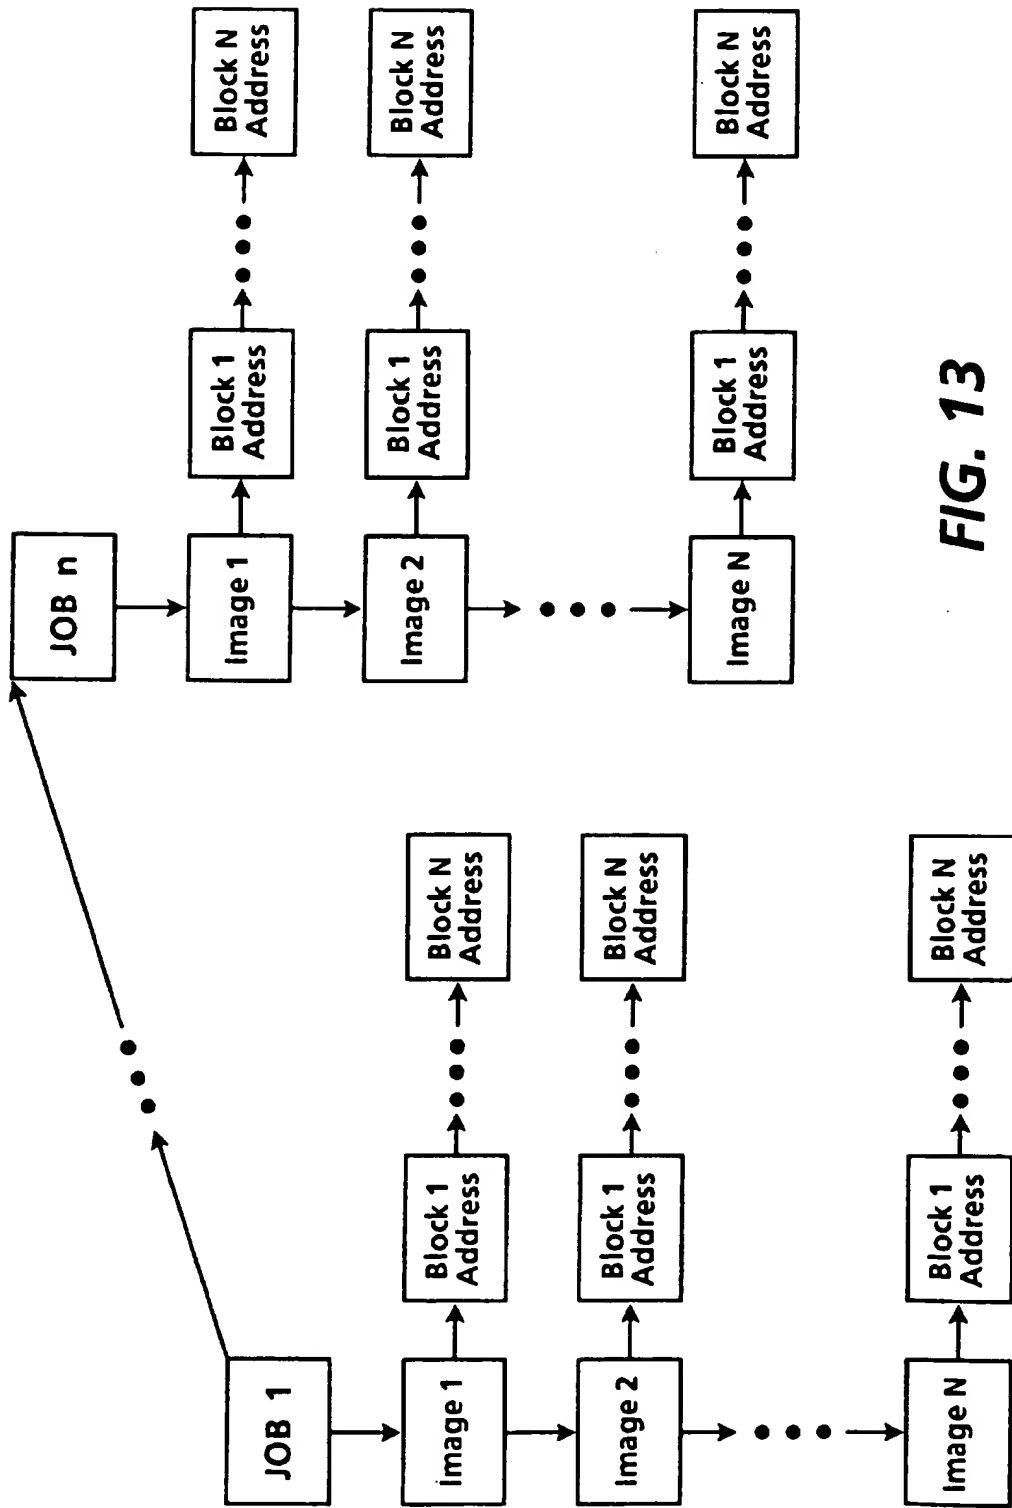 JOB 1
image 1
Block 1
Address
Block N
Address
Image 2
Block 1
Address
Block N
Address
Image N
Block 1
Address
Block N
Address
JOB n
Image 1
Block 1
Address
Block N
Address
Image 2
Block 1
Address
Block N
Address
Image N
Block 1
Address
Block N
Address
FIG. 13